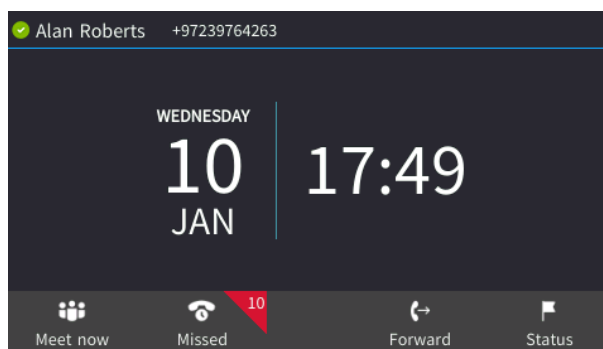 Alan Roberts +97239764263
WEDNESDAY
10
JAN
17:49
10
Meet now Missed Forward Status